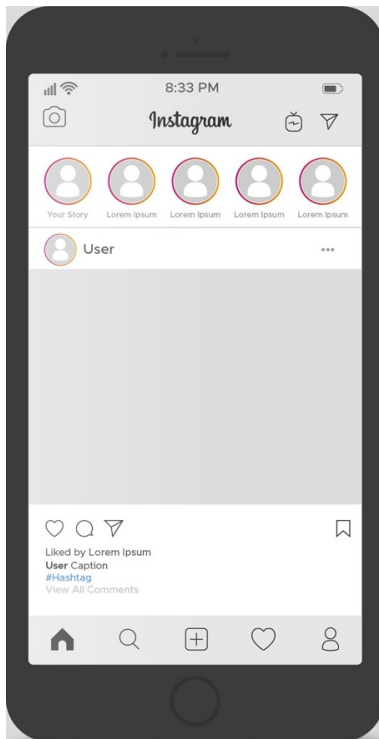 8:33 PM
Instagram
Your Story Lorem Ipsum Lorem Ipsum Lorem Ipsum Lorem Ipsum
User
Liked by Lorem Ipsum
User Caption
#Hashtag
View All Comments